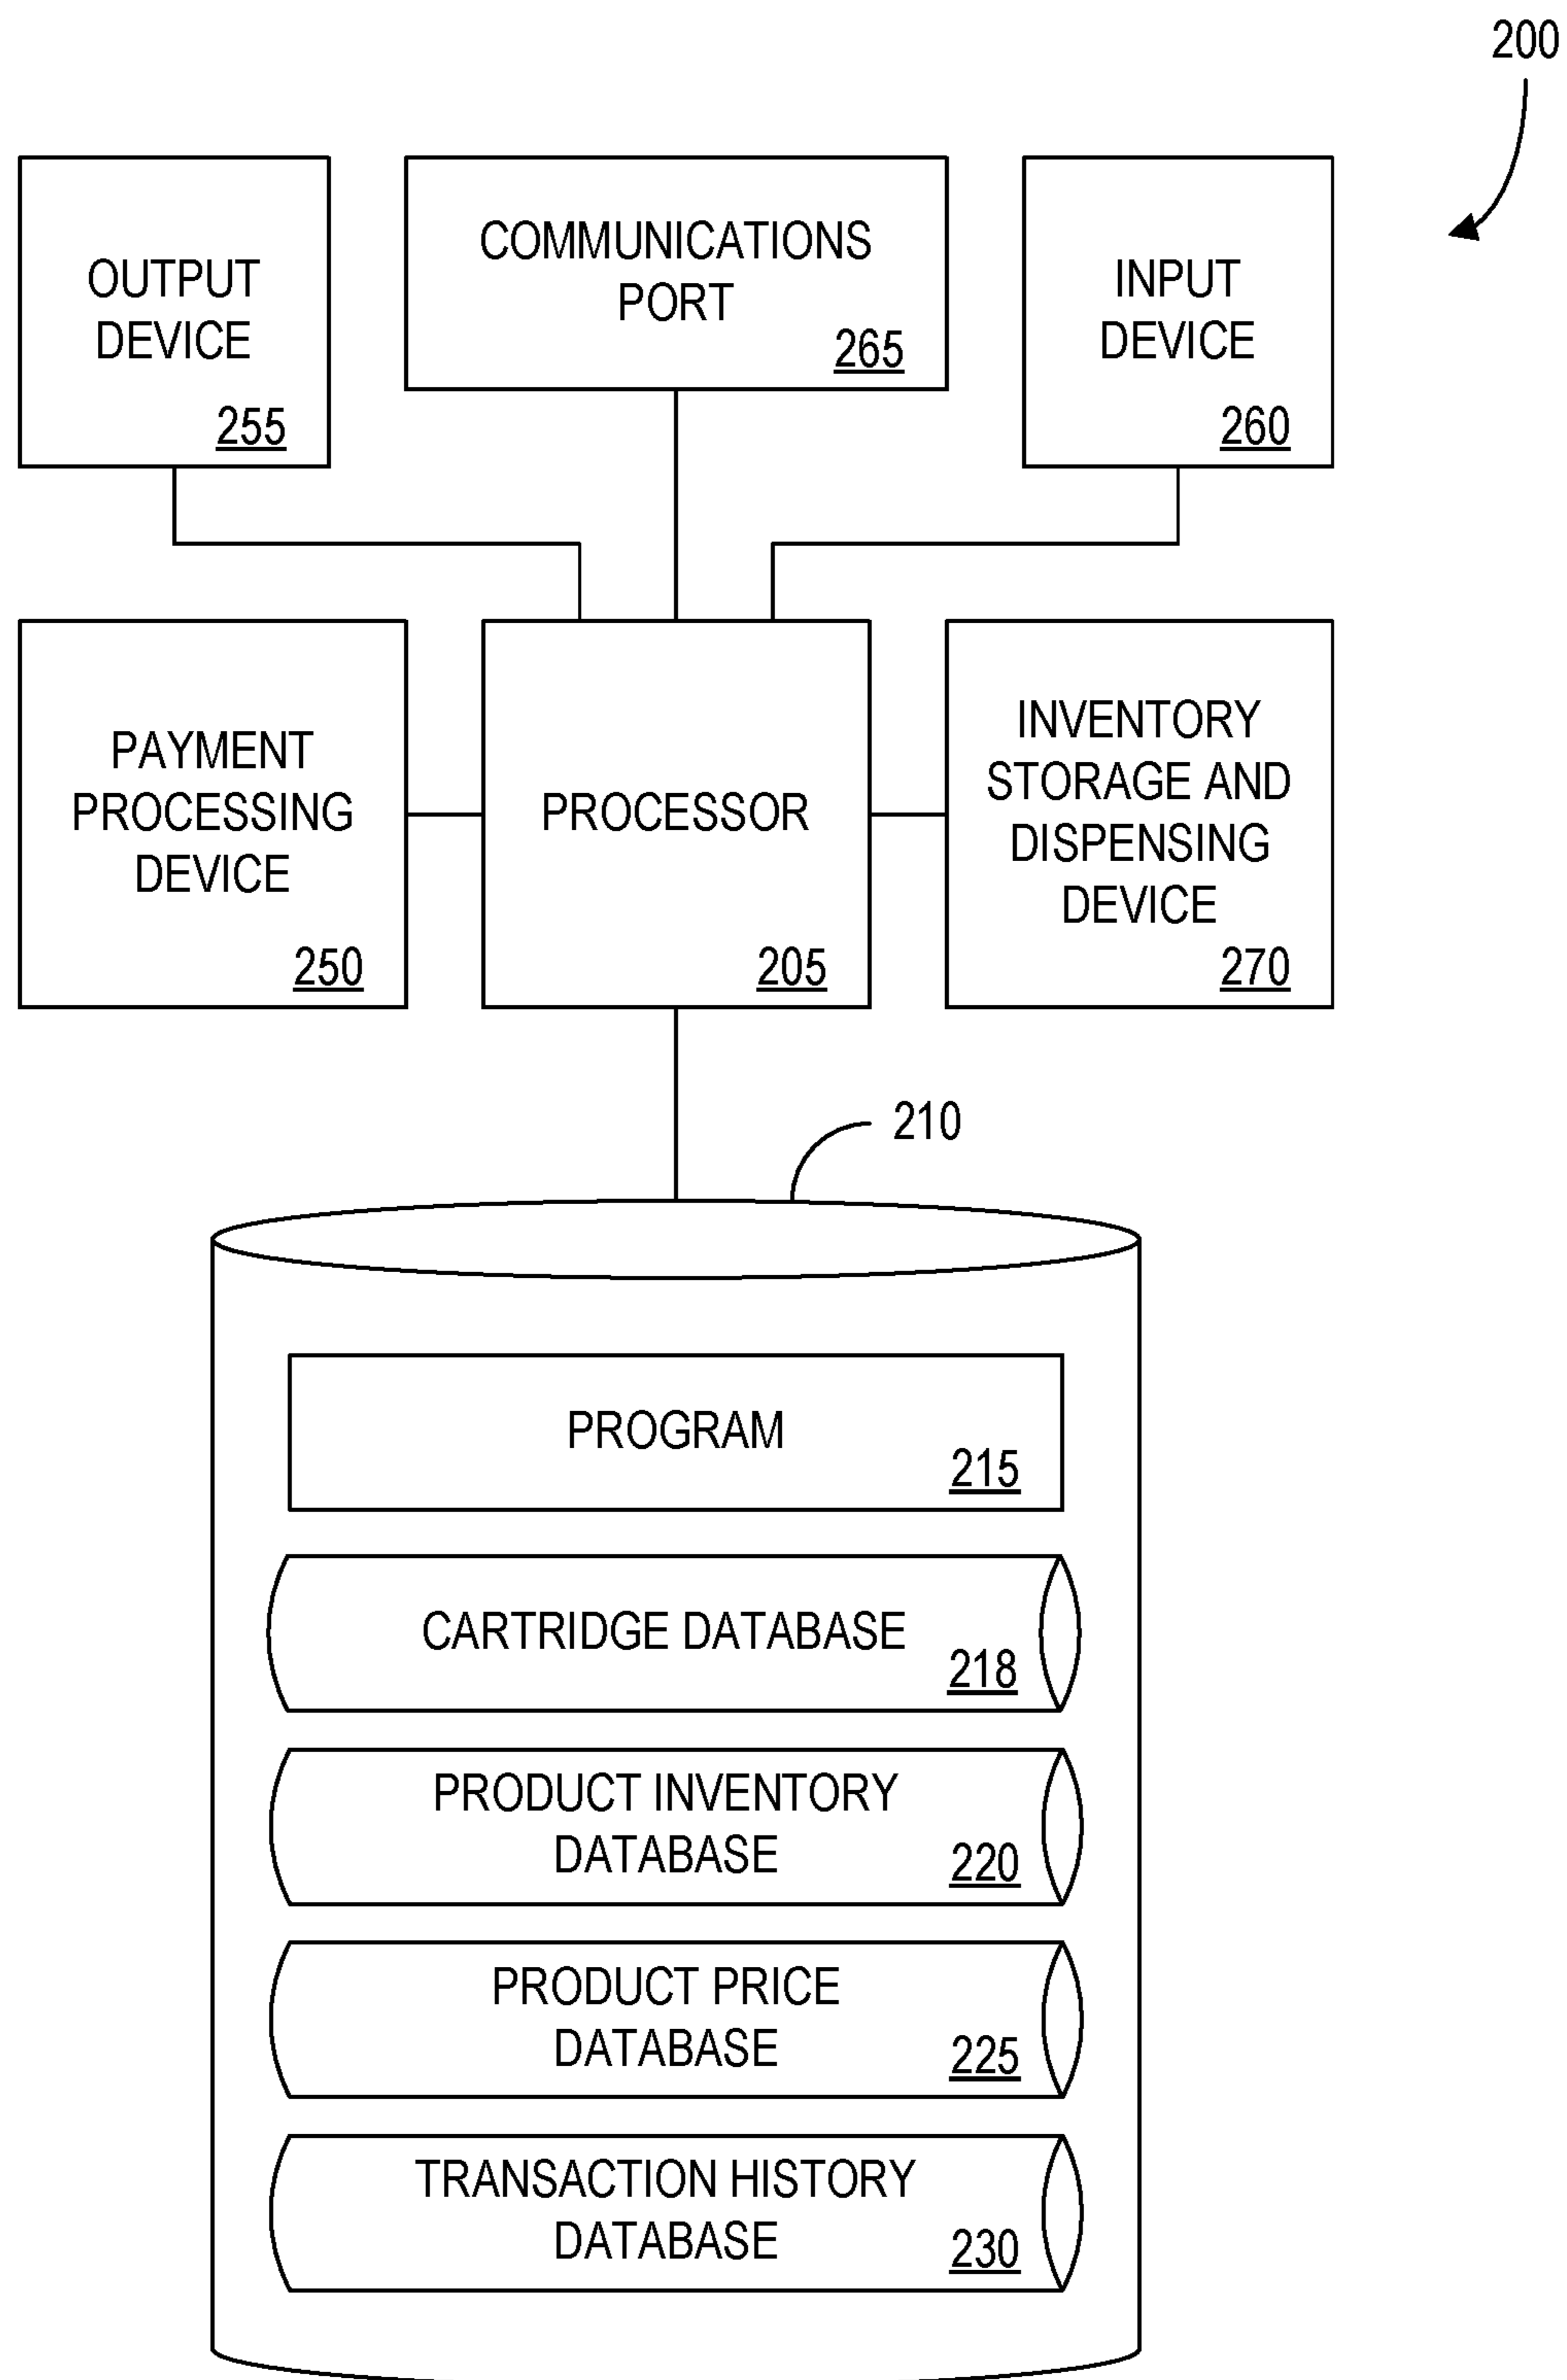 200
OUTPUT
DEVICE
255
COMMUNICATIONS
PORT
265
INPUT
DEVICE
260
PAYMENT
PROCESSING
DEVICE
250
PROCESSOR
205
INVENTORY
STORAGE AND
DISPENSING
DEVICE
270
210
PROGRAM
215
CARTRIDGE DATABASE
218
PRODUCT INVENTORY
DATABASE
220
PRODUCT PRICE
DATABASE
225
TRANSACTION HISTORY
DATABASE
230